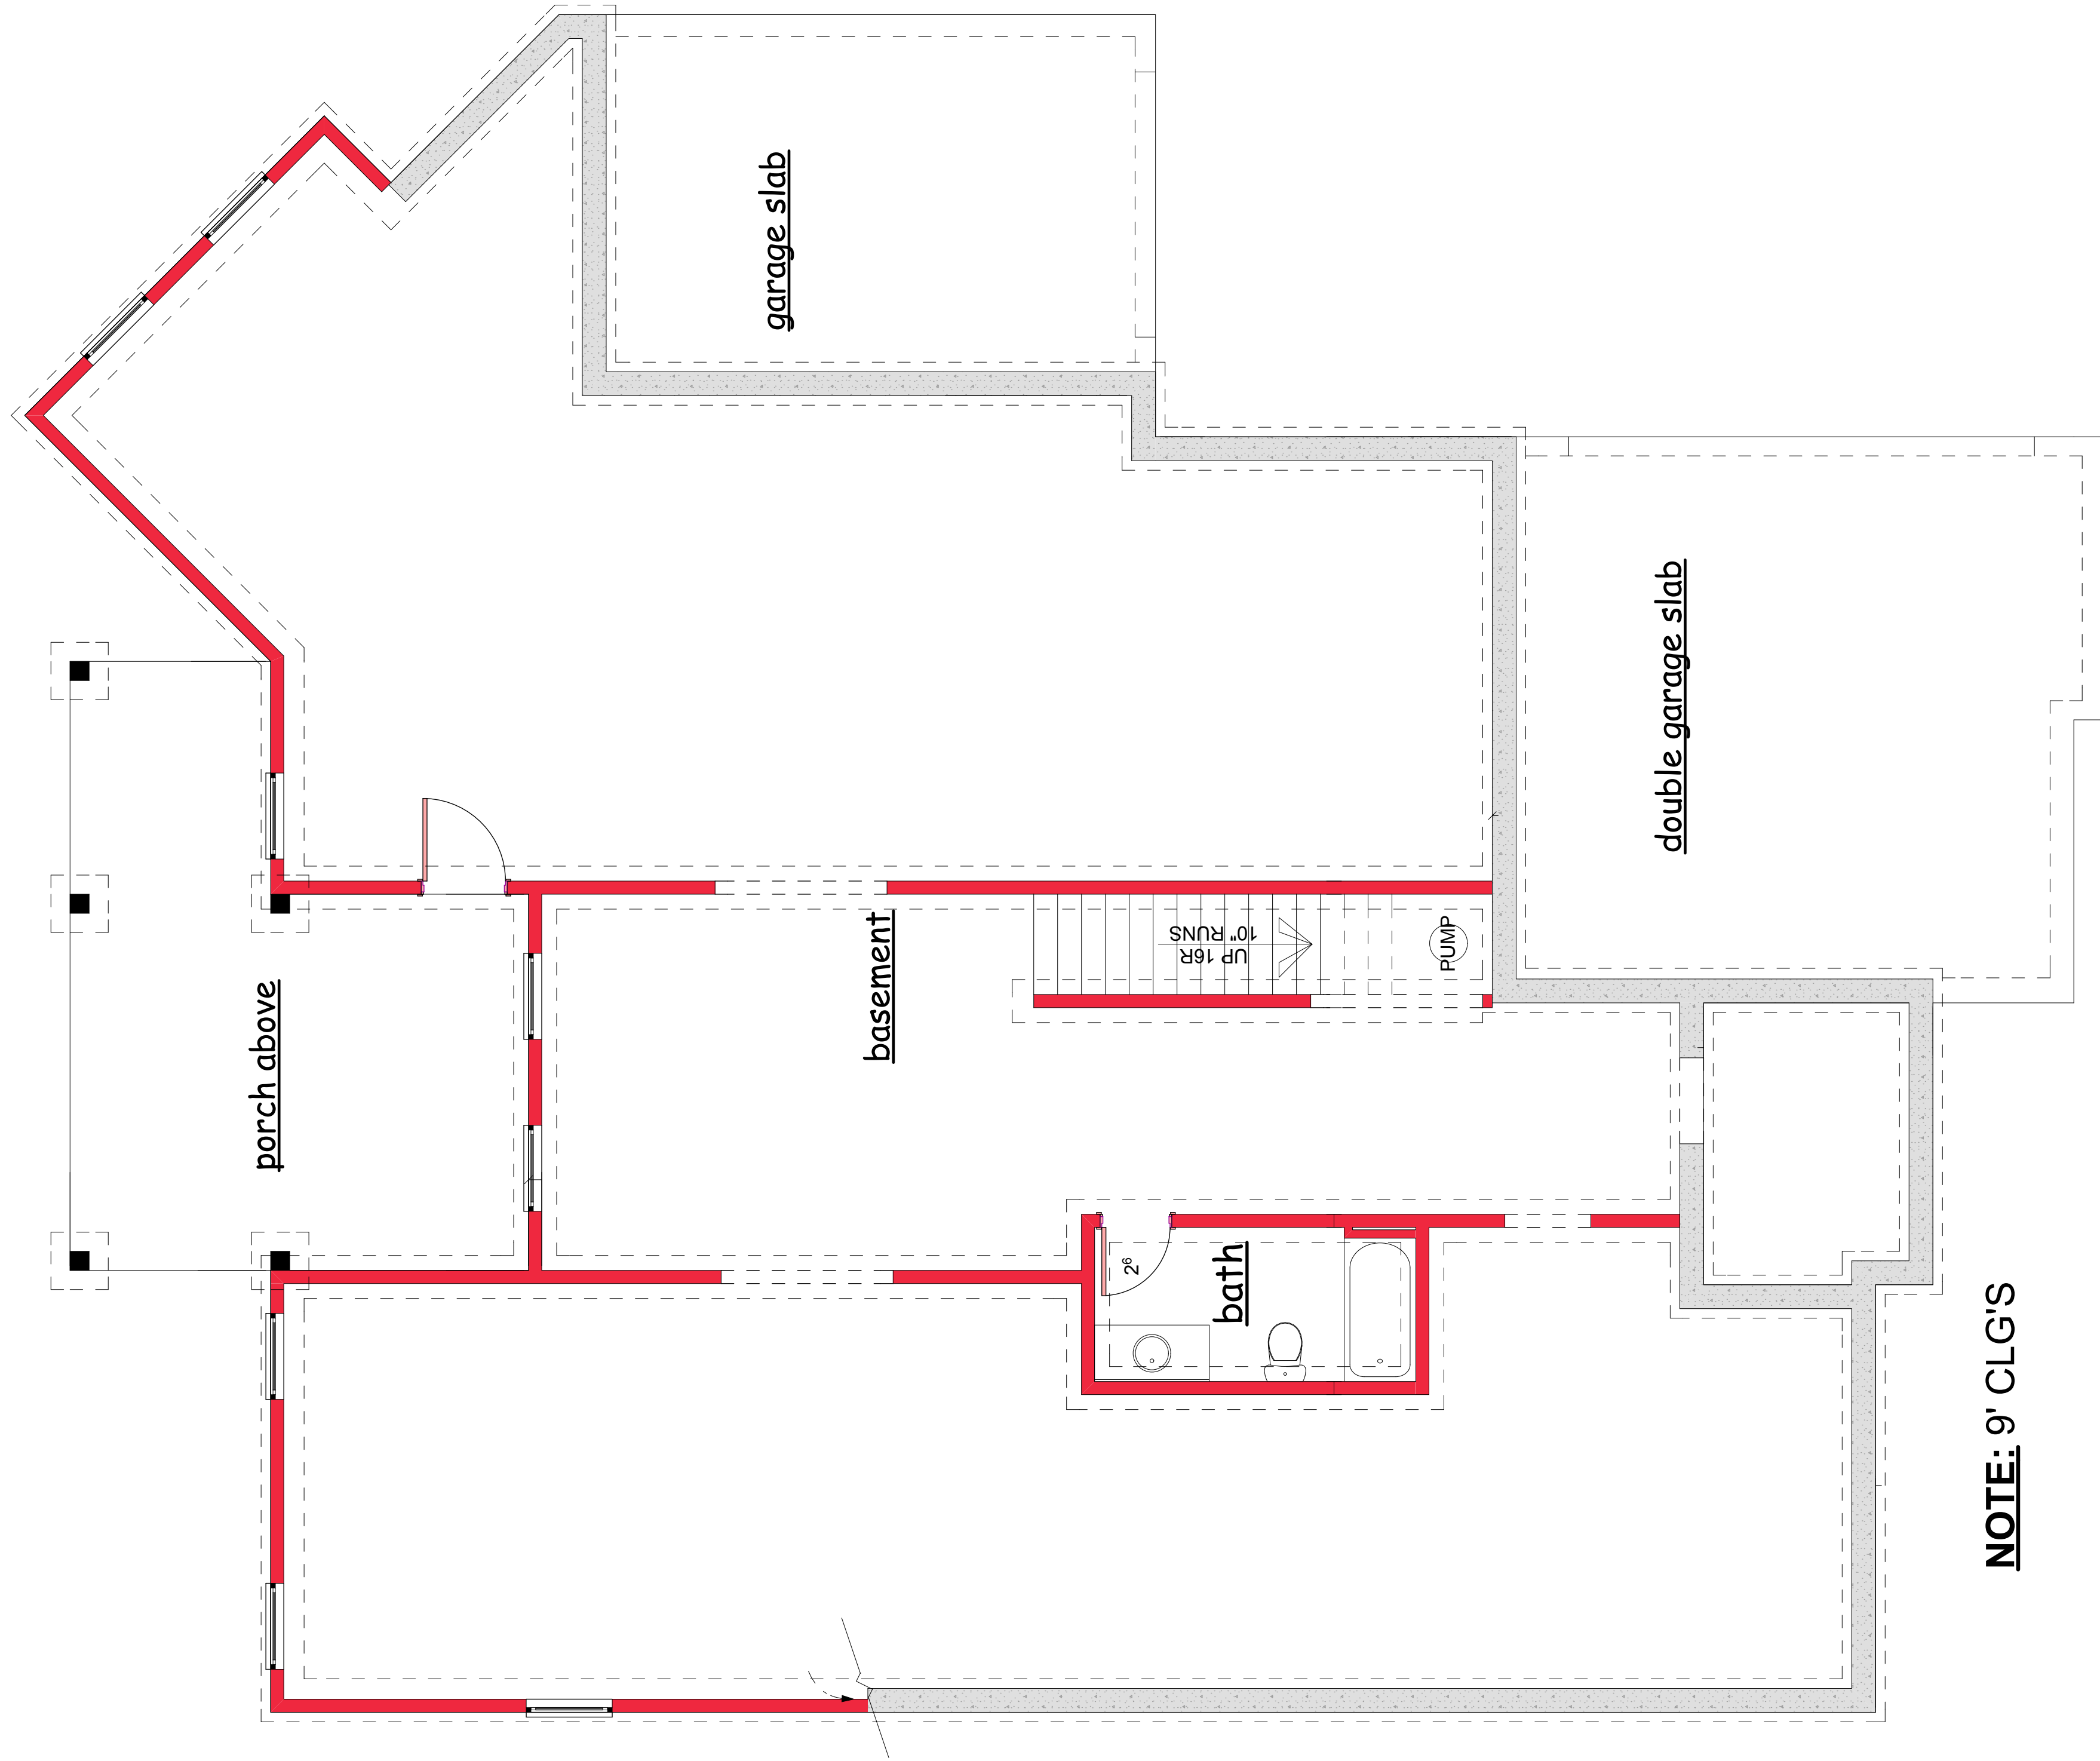 garage slab
double garage slab
porch above
basement
UP 16R
10" RUNS
PUMP
2⁶
bath
NOTE: 9' CLG'S